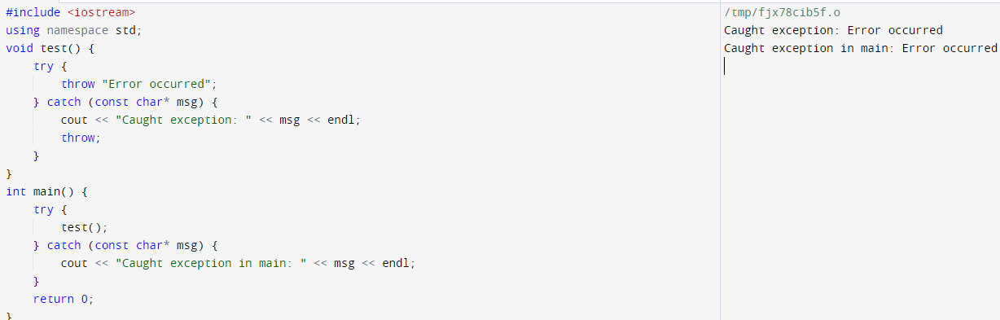 #include <iostream>
using namespace std;
void test() {
    try {
        throw "Error occurred";
    } catch (const char* msg) {
        cout << "Caught exception: " << msg << endl;
        throw;
    }
}
int main() {
    try {
        test();
    } catch (const char* msg) {
        cout << "Caught exception in main: " << msg << endl;
    }
    return 0;
}
/tmp/fjx78cib5f.o
Caught exception: Error occurred
Caught exception in main: Error occurred